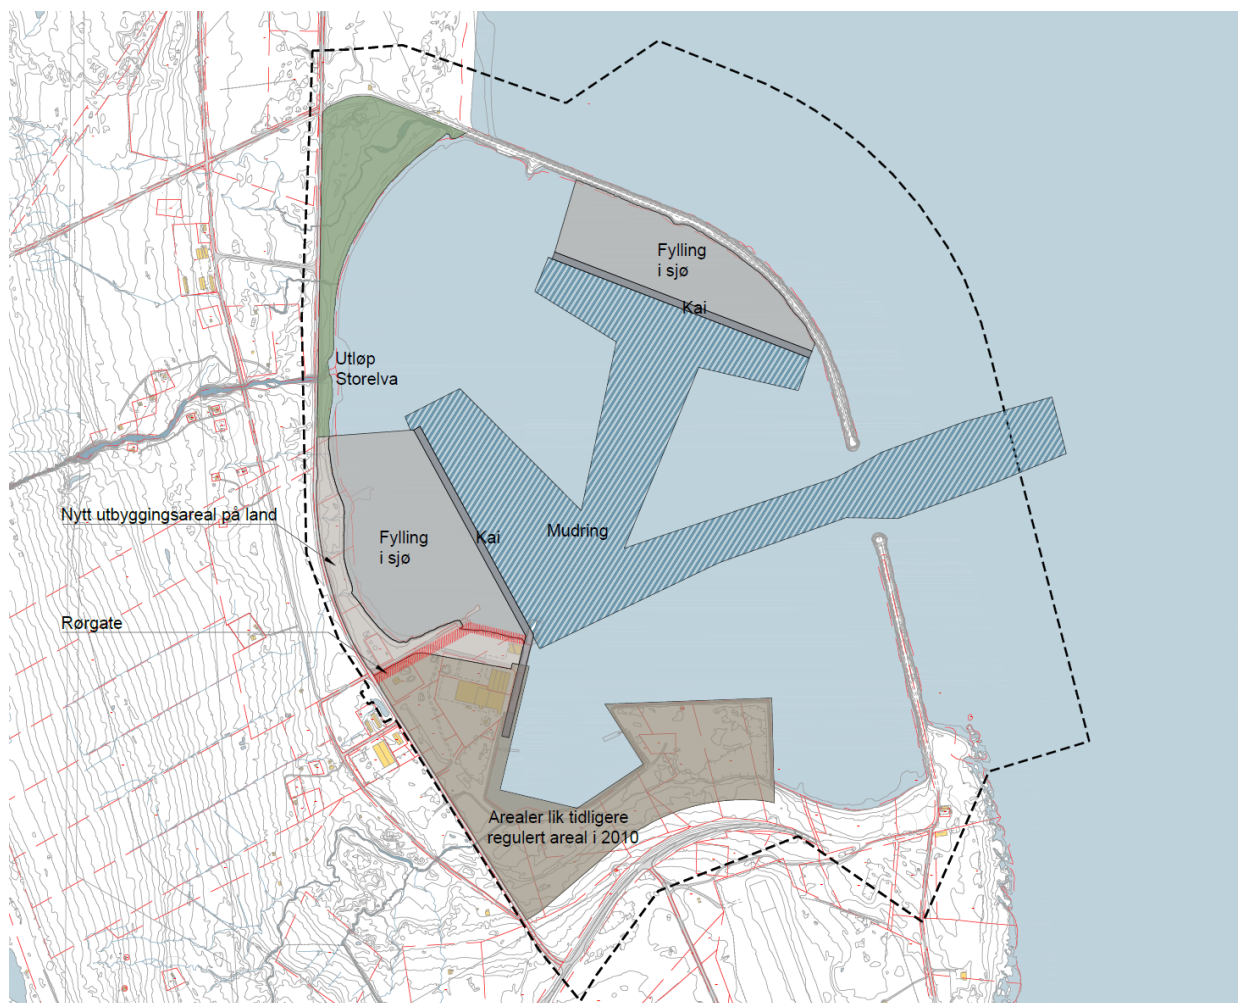 Fylling
i sjø
Kai
Utløp
Storelva
Nytt utbyggingsareal på land
Fylling
i sjø
Kai
Mudring
Rørgate
Arealer lik tidligere
regulert areal i 2010